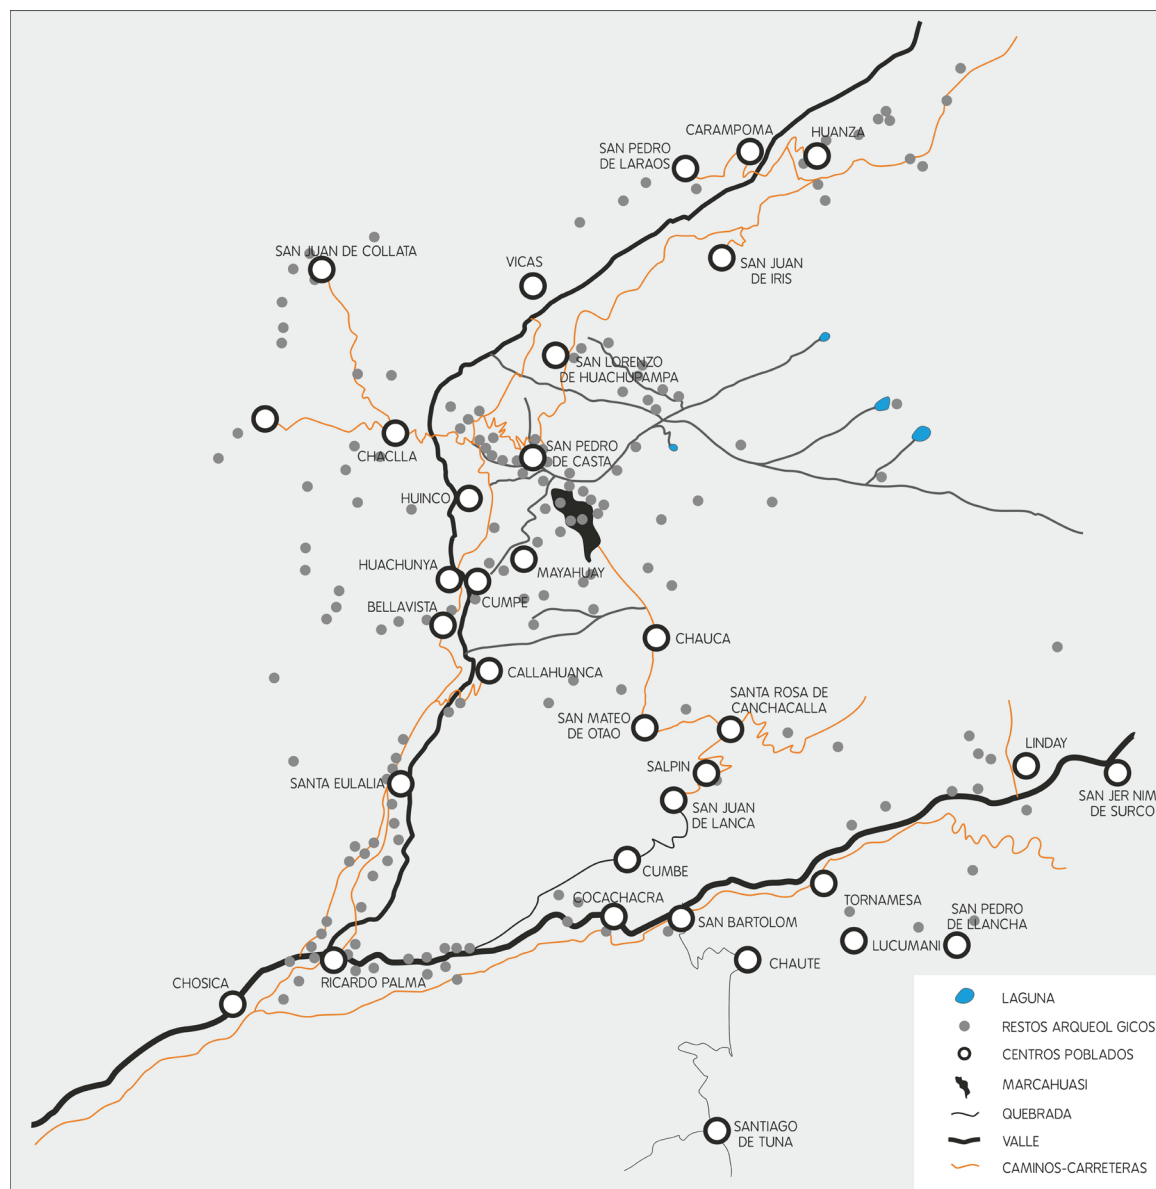 CARAMPOMA
HUANZA
SAN PEDRO
DE LARAOS
SAN JUAN DE COLLATA
VICAS
SAN JUAN
DE IRIS
SAN LORENZO
DE HUACHUPAMPA
CHACLLA
SAN PEDRO
DE CASTA
HUINCO
HUACHUNYA
MAYAHUAY
CUMPE
BELLAVISTA
CHAUCA
CALLAHUANCA
SANTA ROSA DE
CANCHACALLA
SAN MATEO
DE OTAO
LINDAY
SALPIN
SANTA EULALIA
SAN JER NIM
DE SURCO
SAN JUAN
DE LANCA
CUMBE
COCACHACRA
TORNAMESA
SAN BARTOLOM
SAN PEDRO
DE LLANCHA
LUCUMANI
CHAUTE
CHOSICA
RICARDO PALMA
SANTIAGO
DE TUNA
LAGUNA
RESTOS ARQUEOL GICOS
CENTROS POBLADOS
MARCAHUASI
QUEBRADA
VALLE
CAMINOS-CARRETERAS